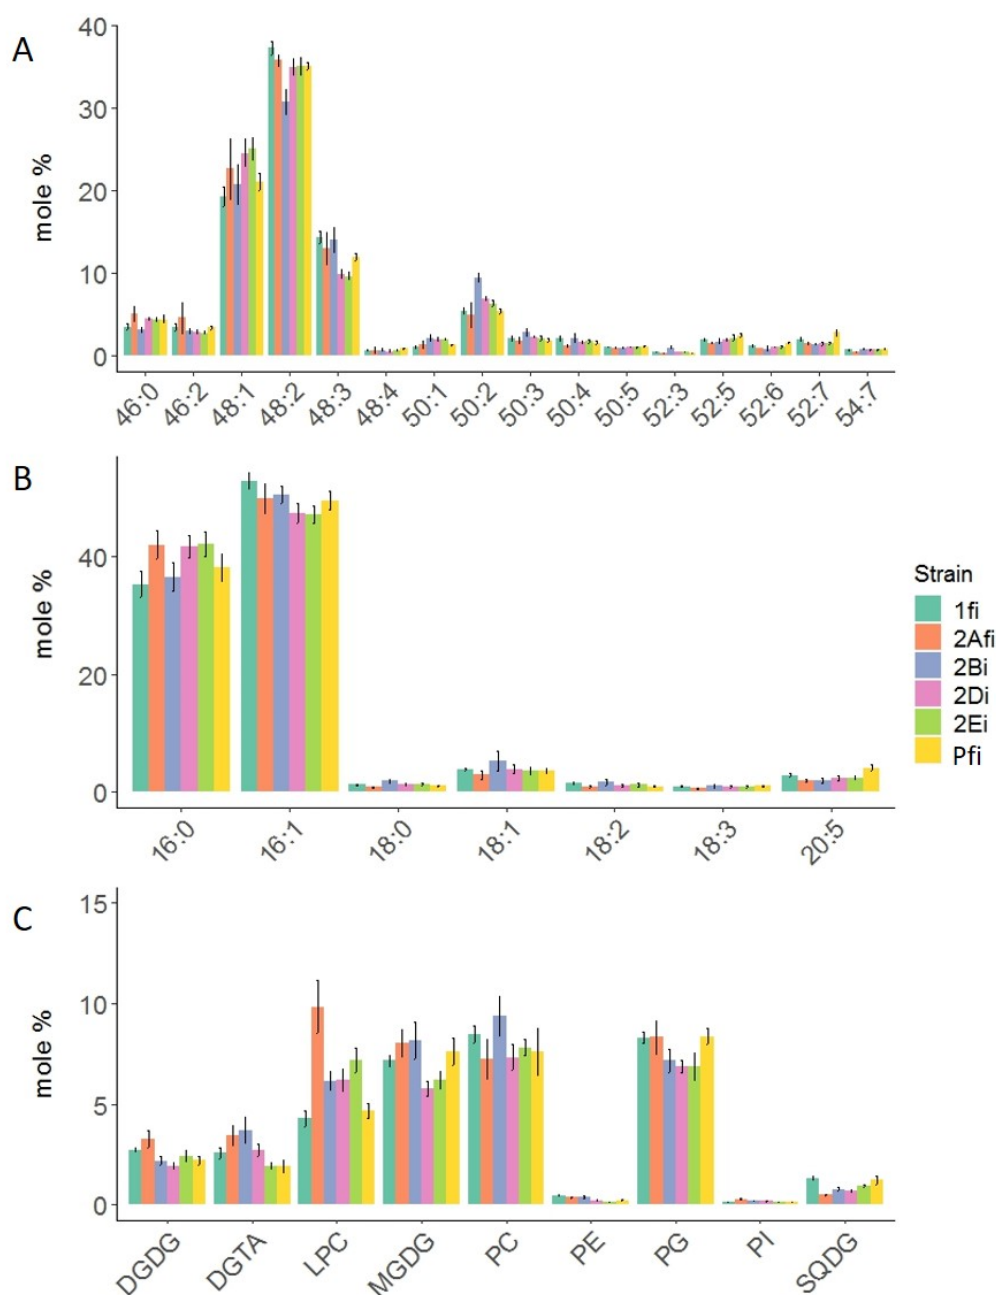 A
mole %
40
30
20
10
0
46:0 46:2 48:1 48:2 48:3 48:4 50:1 50:2 50:3 50:4 50:5 52:3 52:5 52:6 52:7 54:7
B
mole %
40
20
0
16:0 16:1 18:0 18:1 18:2 18:3 20:5
Strain
1fi
2Afi
2Bi
2Di
2Ei
Pfi
C
mole %
15
10
5
0
DGDG DGTA LPC MGDG PC PE PG PI SQDG